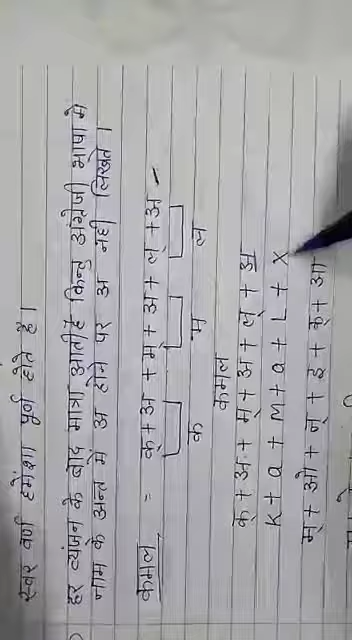 स्वर वर्ण हमेंशा पूर्ण होते है।
हर व्यंजन के बाद मात्रा आती है किन्तु अंग्रेजी भाषा मे
नाम के अन्त में अ होने पर अ नही लिखते।
कमल = क्+अ+म्+अ+ल्+अ
क म ल
कमल
क्+अ+म्+अ+ल्+अ
K+a+m+a+L+X
म्+ओ+न्+इ+क्+आ